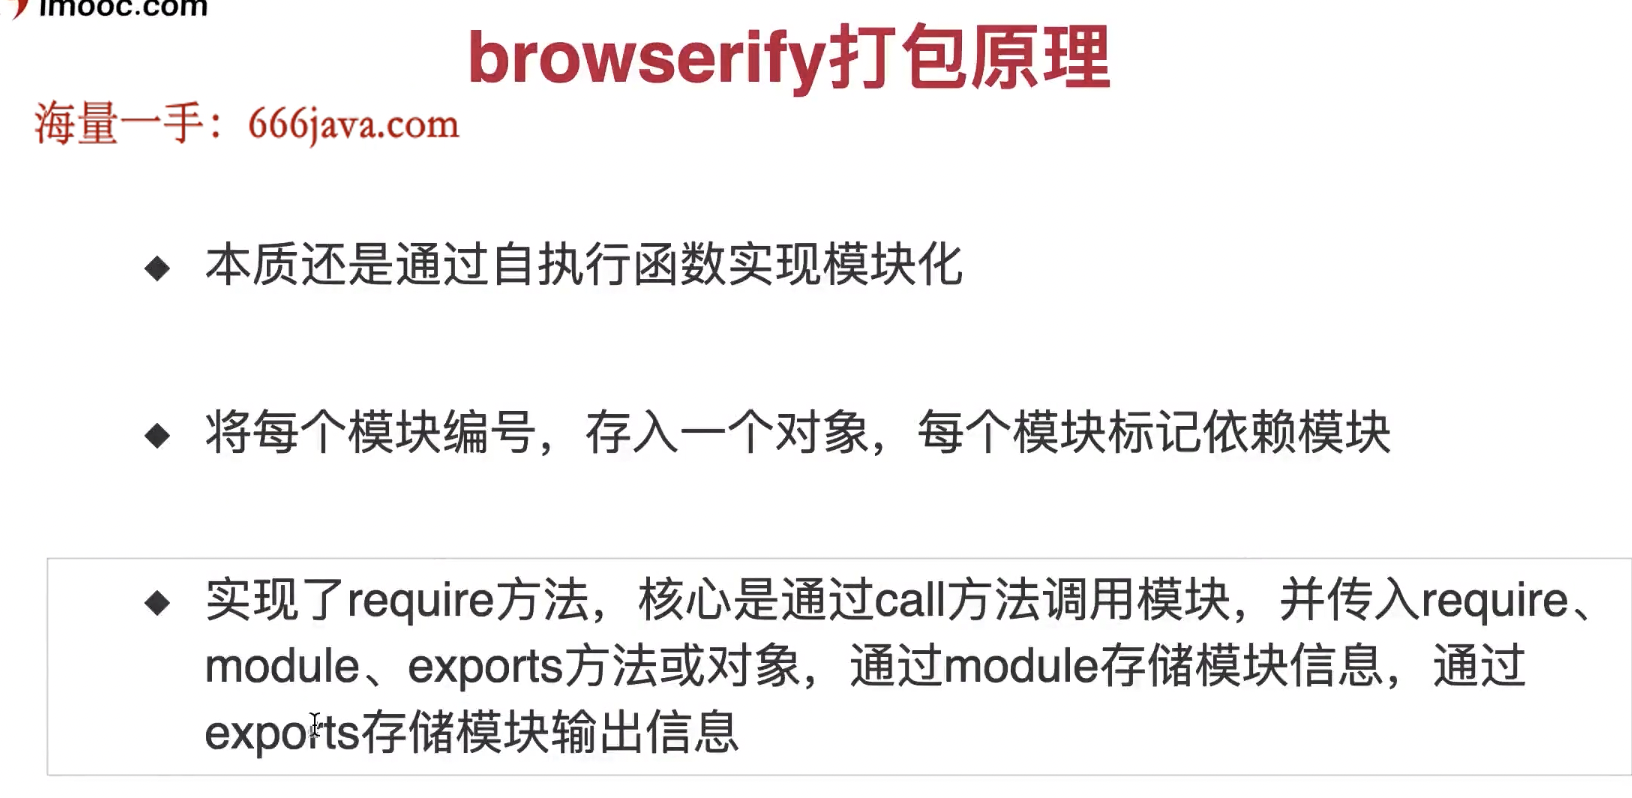 imooc.com
browserify打包原理
海量一手：666java.com
◆ 本质还是通过自执行函数实现模块化
◆ 将每个模块编号，存入一个对象，每个模块标记依赖模块
◆ 实现了require方法，核心是通过call方法调用模块，并传入require、
module、exports方法或对象，通过module存储模块信息，通过
exports存储模块输出信息